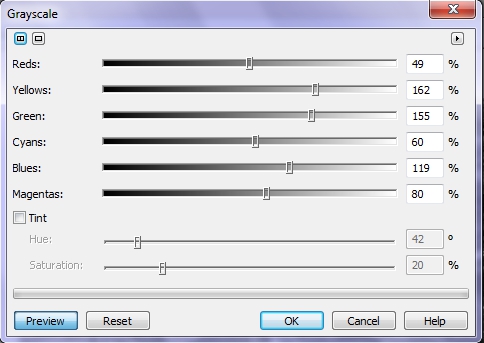 Grayscale
Reds: 49 %
Yellows: 162 %
Green: 155 %
Cyans: 60 %
Blues: 119 %
Magentas: 80 %
Tint
Hue: 42 °
Saturation: 20 %
Preview Reset OK Cancel Help